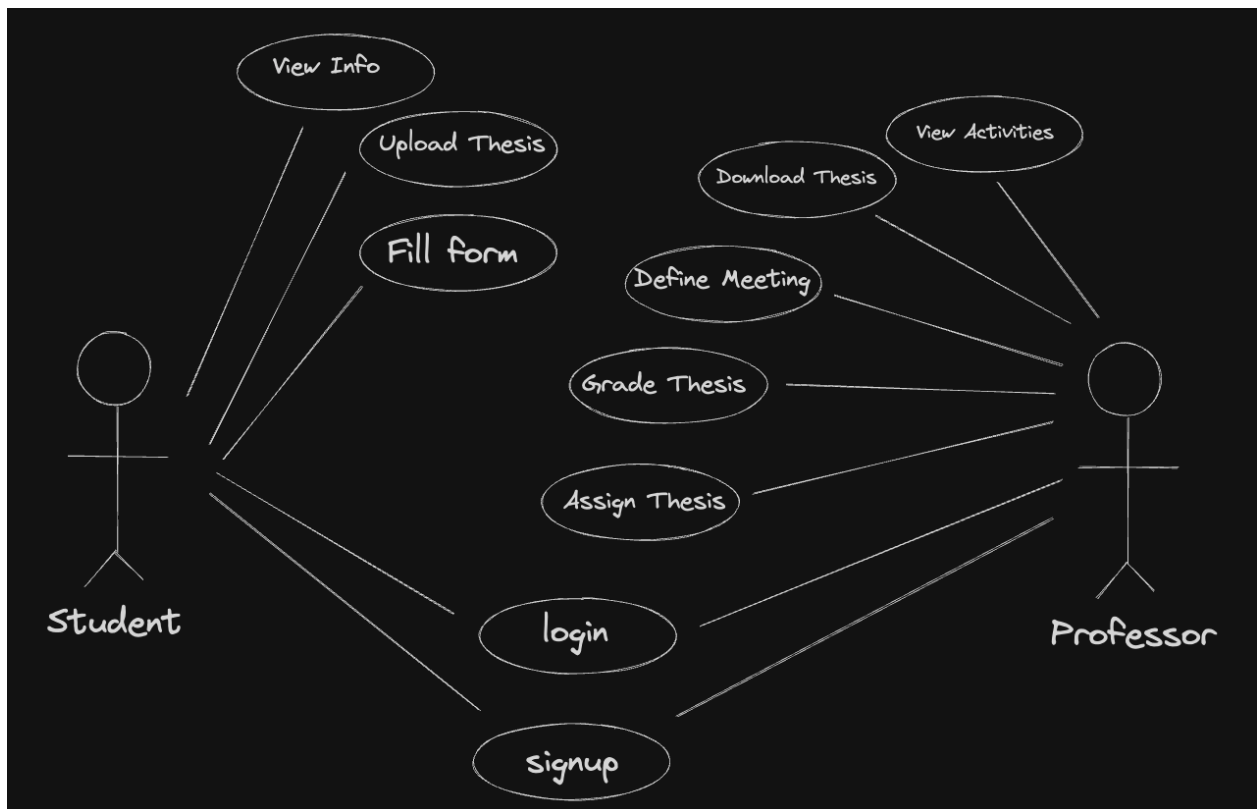 View Info
Upload Thesis
Fill form
View Activities
Download Thesis
Define Meeting
Grade Thesis
Assign Thesis
login
signup
Student
Professor